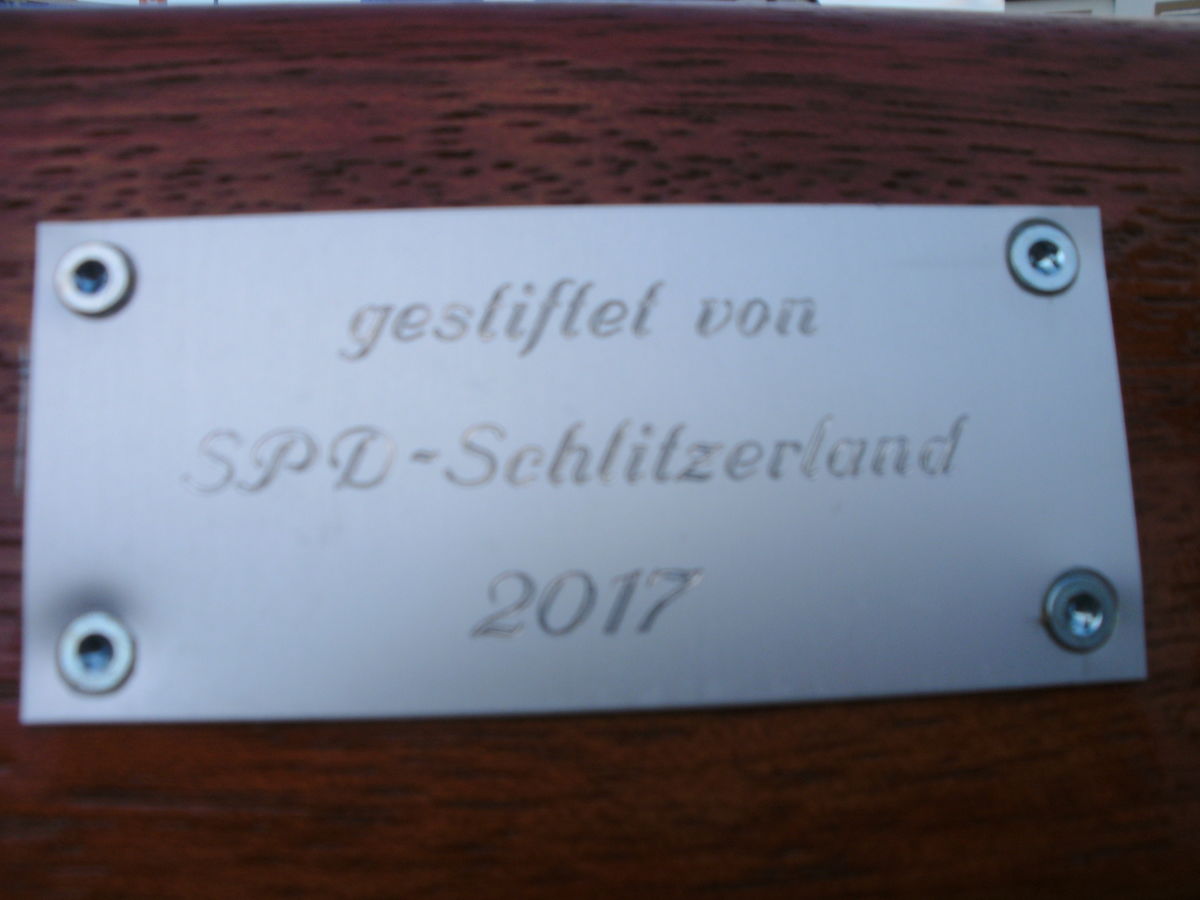 gestiftet von
SPD-Schlitzerland
2017